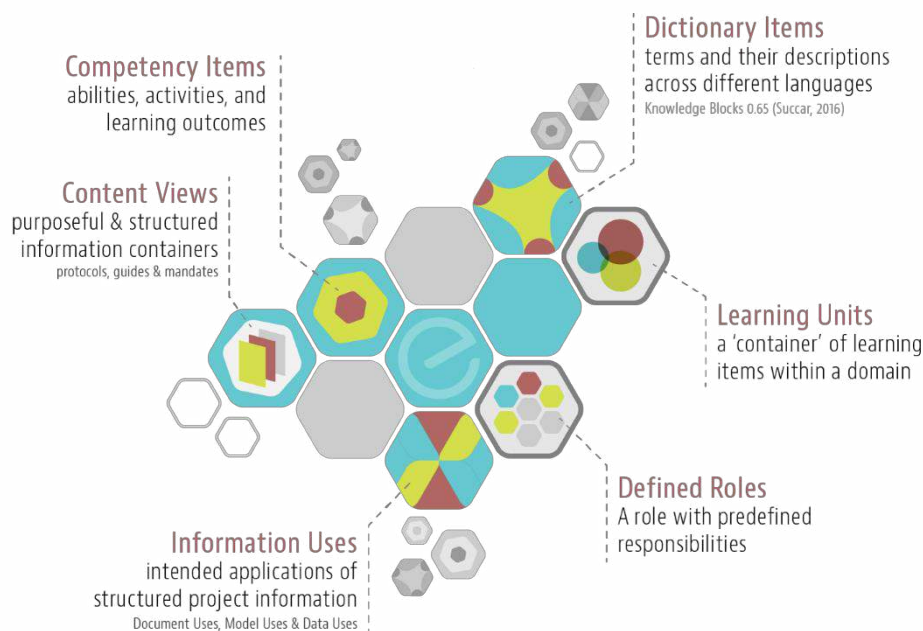 Dictionary Items
terms and their descriptions
across different languages
Knowledge Blocks 0.65 (Succar, 2016)
Competency Items
abilities, activities, and
learning outcomes
Content Views
purposeful & structured
information containers
protocols, guides & mandates
e
Learning Units
a ‘container’ of learning
items within a domain
Defined Roles
A role with predefined
responsibilities
Information Uses
intended applications of
structured project information
Document Uses, Model Uses & Data Uses